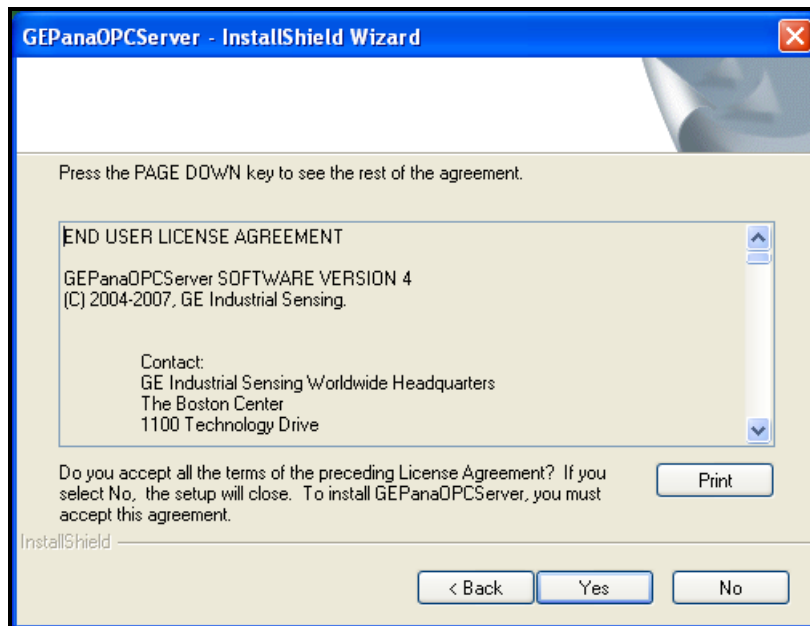 GEPanaOPCServer - InstallShield Wizard
Press the PAGE DOWN key to see the rest of the agreement.
END USER LICENSE AGREEMENT
GEPanaOPCServer SOFTWARE VERSION 4
(C) 2004-2007, GE Industrial Sensing.
Contact:
GE Industrial Sensing Worldwide Headquarters
The Boston Center
1100 Technology Drive
Do you accept all the terms of the preceding License Agreement? If you
select No, the setup will close. To install GEPanaOPCServer, you must
accept this agreement.
Print
InstallShield
< Back
Yes
No